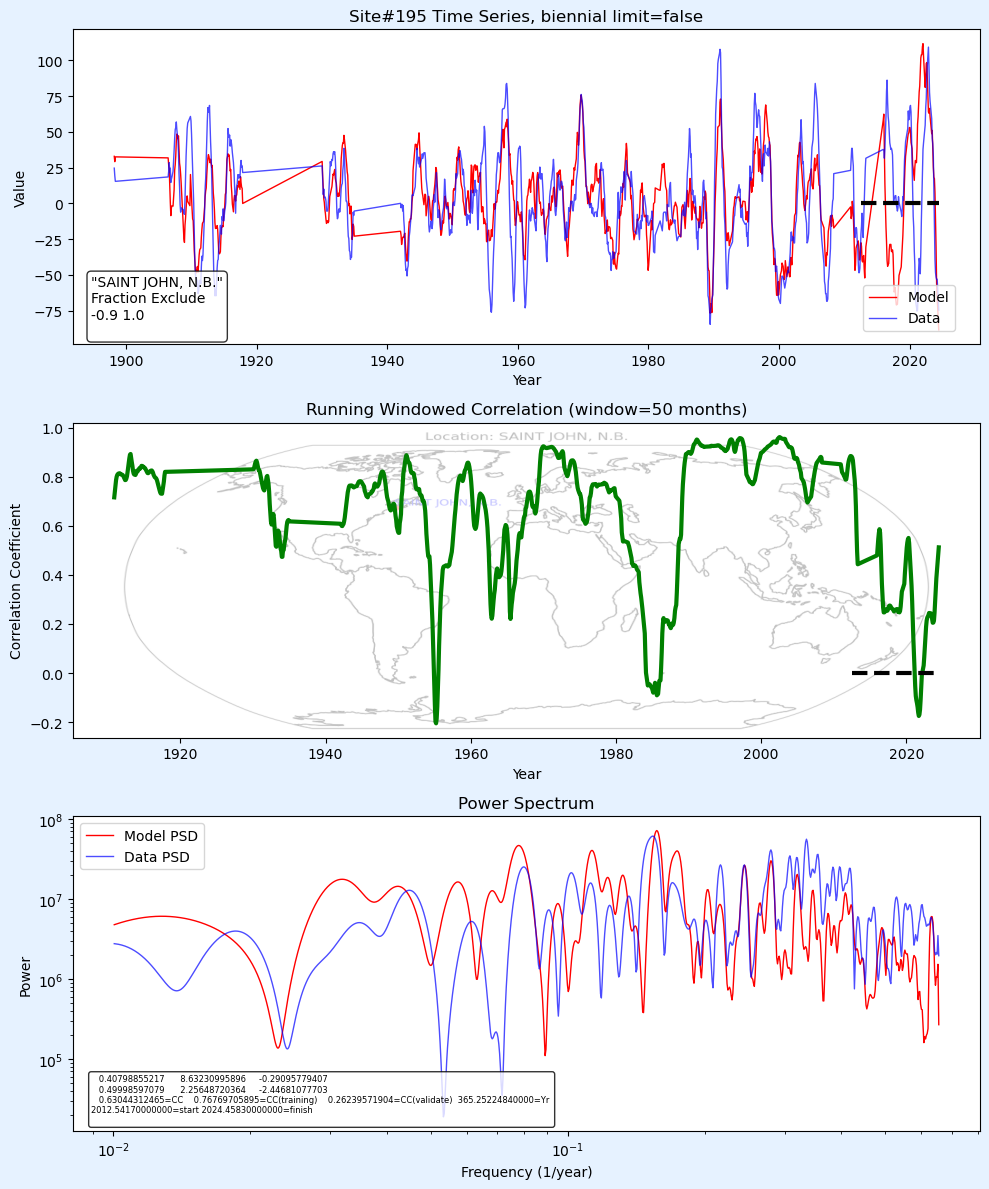 Site#195 Time Series, biennial limit=false
Value
100
75
50
25
0
−25
−50
−75
"SAINT JOHN, N.B."
Fraction Exclude
-0.9 1.0
Model
Data
1900 1920 1940 1960 1980 2000 2020
Year
Running Windowed Correlation (window=50 months)
Correlation Coefficient
Location: SAINT JOHN, N.B.
1.0
0.8
0.6
0.4
0.2
0.0
−0.2
1920 1940 1960 1980 2000 2020
Year
Power Spectrum
Power
Model PSD
Data PSD
10^8
10^7
10^6
10^5
0.40798855217 8.63230995896 -0.29095779407
0.49998597079 2.25648720364 -2.44681077703
0.63044312465=CC 0.76769705895=CC(training) 0.26239571904=CC(validate) 365.25224840000=Yr
2012.54170000000=start 2024.45830000000=finish
10^−2 10^−1
Frequency (1/year)